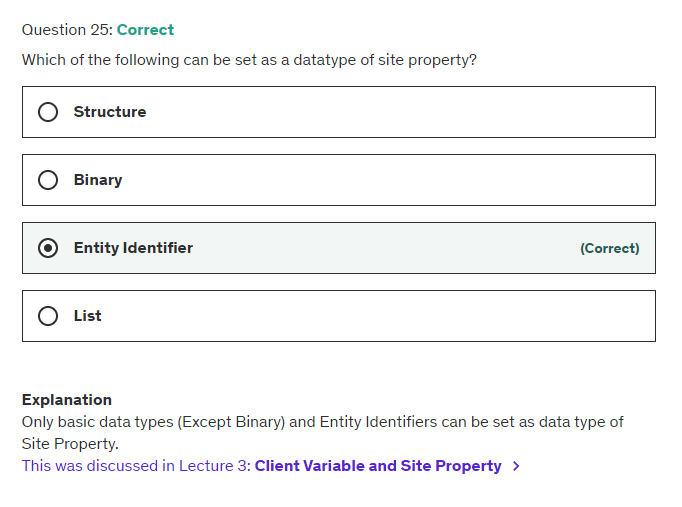 Question 25: Correct
Which of the following can be set as a datatype of site property?
Structure
Binary
Entity Identifier (Correct)
List
Explanation
Only basic data types (Except Binary) and Entity Identifiers can be set as data type of
Site Property.
This was discussed in Lecture 3: Client Variable and Site Property >